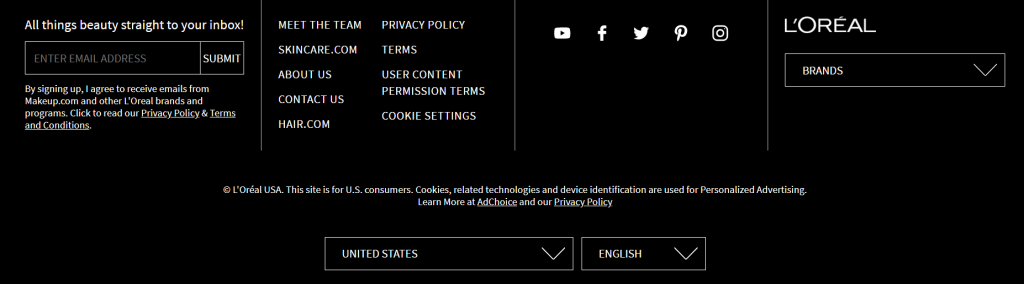 All things beauty straight to your inbox!
ENTER EMAIL ADDRESS
SUBMIT
By signing up, I agree to receive emails from
Makeup.com and other L'Oreal brands and
programs. Click to read our Privacy Policy & Terms
and Conditions.
MEET THE TEAM
SKINCARE.COM
ABOUT US
CONTACT US
HAIR.COM
PRIVACY POLICY
TERMS
USER CONTENT
PERMISSION TERMS
COOKIE SETTINGS
L'ORÉAL
BRANDS
© L'Oréal USA. This site is for U.S. consumers. Cookies, related technologies and device identification are used for Personalized Advertising.
Learn More at AdChoice and our Privacy Policy
UNITED STATES
ENGLISH